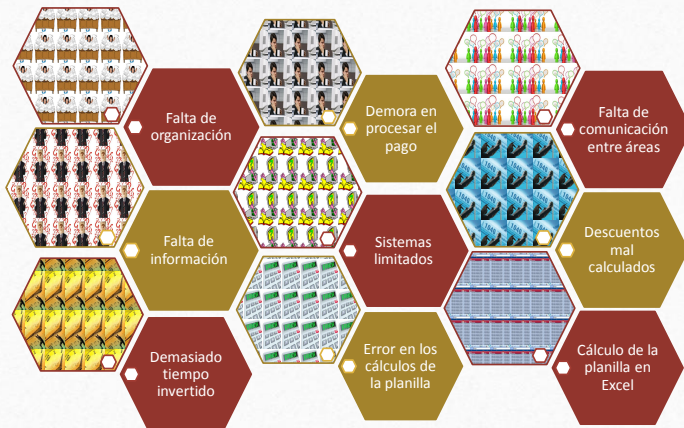 Falta de
organización
Demora en
procesar el
pago
Falta de
comunicación
entre áreas
Falta de
información
Sistemas
limitados
Descuentos
mal
calculados
Demasiado
tiempo
invertido
Error en los
cálculos de
la planilla
Cálculo de la
planilla en
Excel